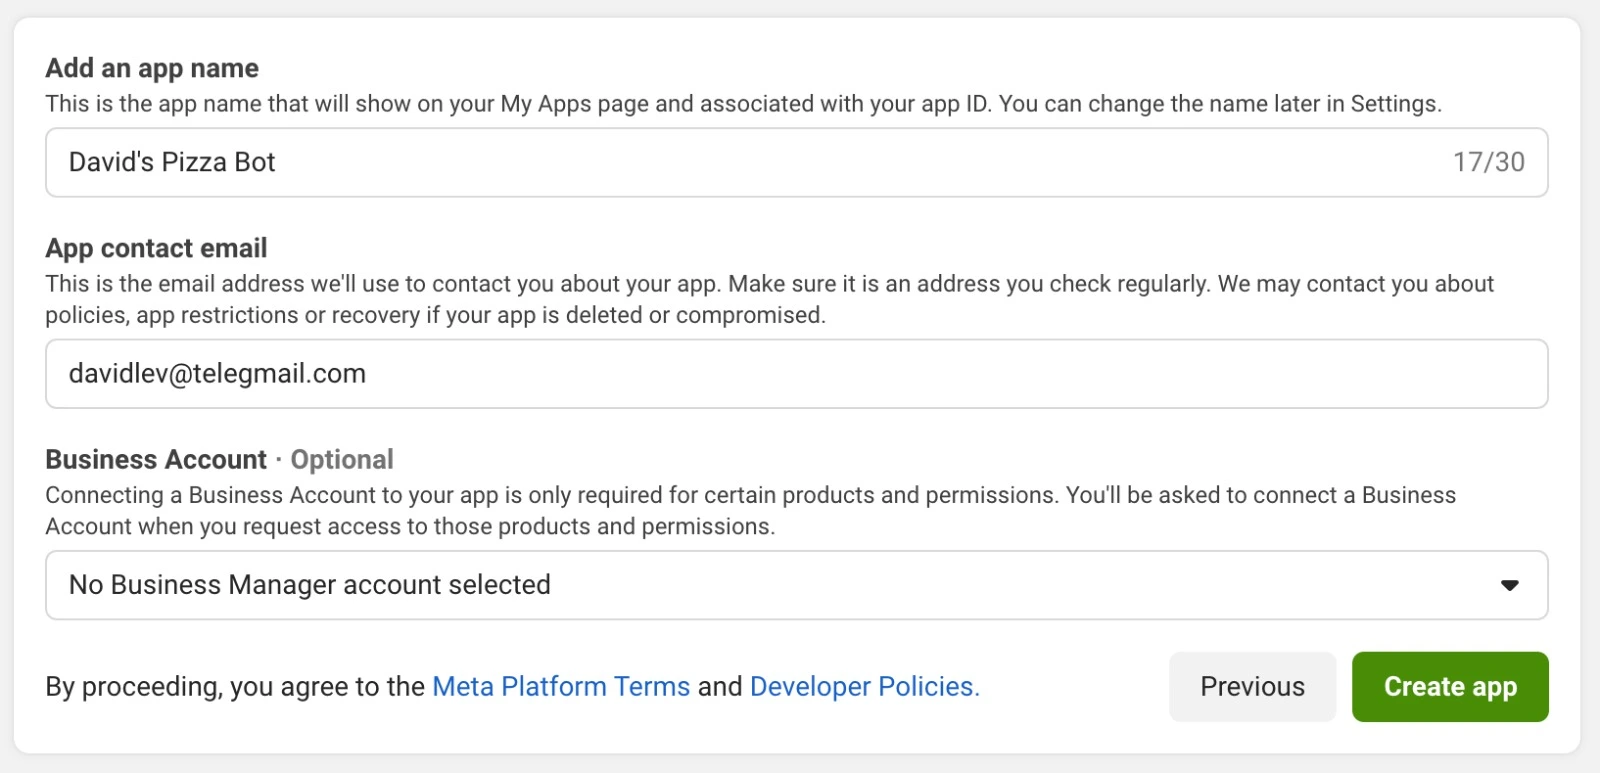 Add an app name
This is the app name that will show on your My Apps page and associated with your app ID. You can change the name later in Settings.
David's Pizza Bot
17/30
App contact email
This is the email address we'll use to contact you about your app. Make sure it is an address you check regularly. We may contact you about
policies, app restrictions or recovery if your app is deleted or compromised.
davidlev@telegmail.com
Business Account · Optional
Connecting a Business Account to your app is only required for certain products and permissions. You'll be asked to connect a Business
Account when you request access to those products and permissions.
No Business Manager account selected
By proceeding, you agree to the Meta Platform Terms and Developer Policies.
Previous
Create app